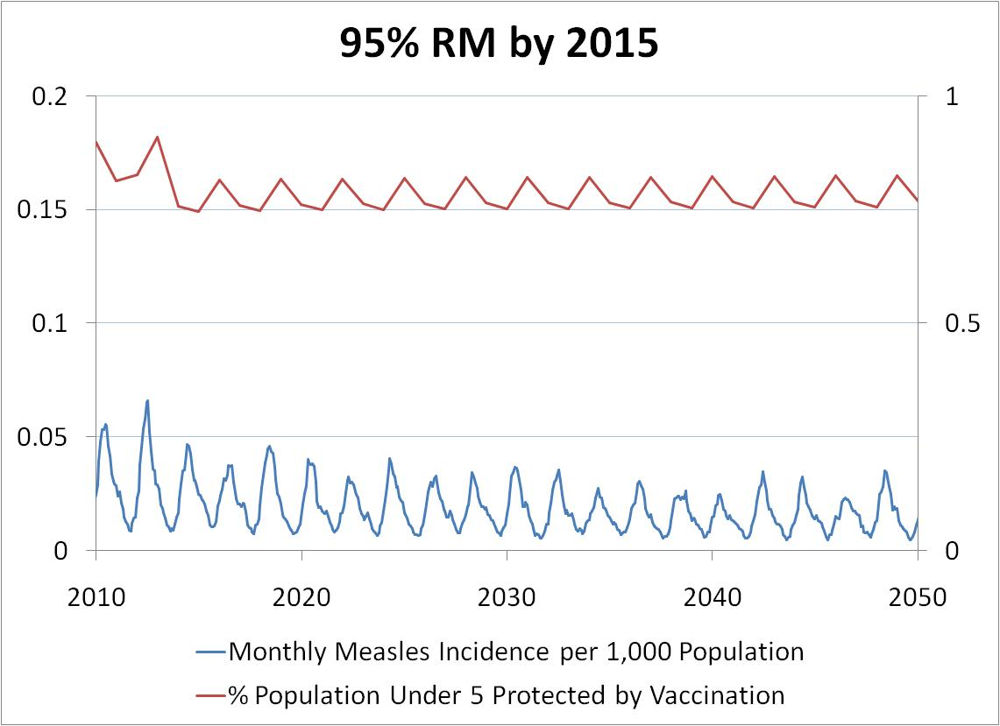 95% RM by 2015
0.2
1
0.15
0.1
0.5
0.05
0
0
2010 2020 2030 2040 2050
Monthly Measles Incidence per 1,000 Population
% Population Under 5 Protected by Vaccination